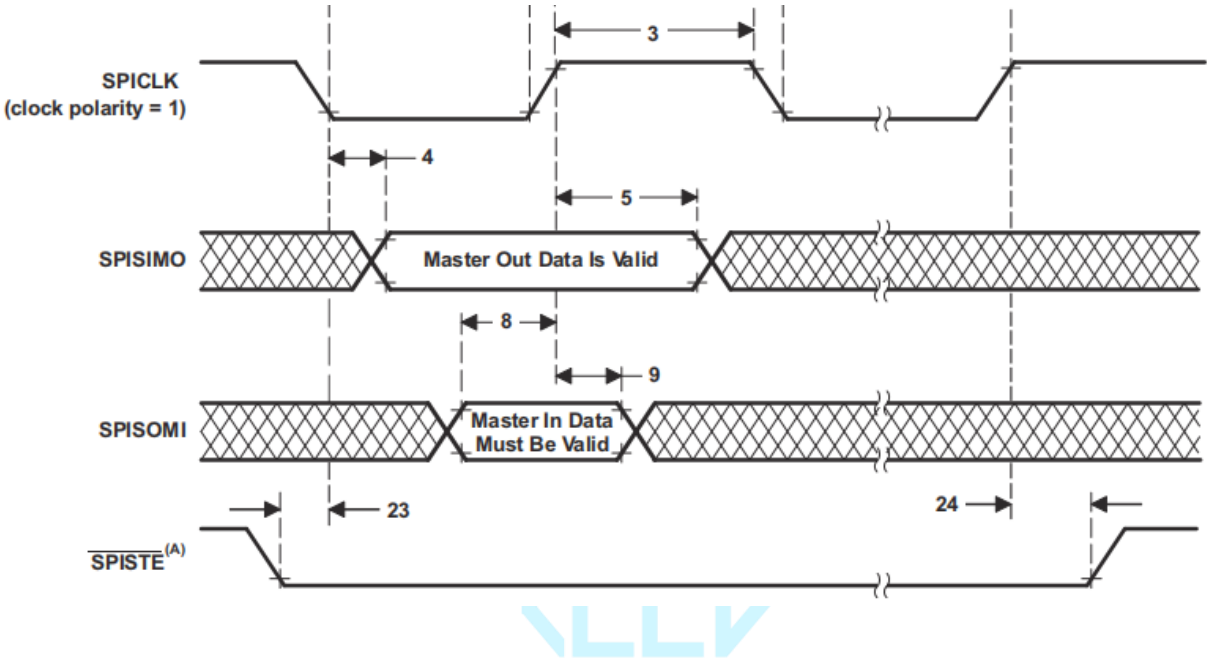 3
SPICLK
(clock polarity = 1)
4
5
SPISIMO
Master Out Data Is Valid
8
9
SPISOMI
Master In Data
Must Be Valid
23
24
SPISTE(A)